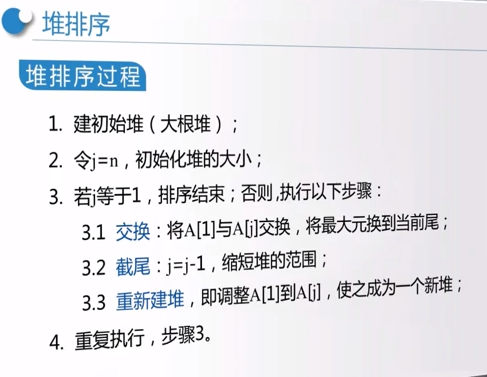 堆排序
堆排序过程
1. 建初始堆（大根堆）；
2. 令j=n，初始化堆的大小；
3. 若j等于1，排序结束；否则,执行以下步骤：
3.1 交换：将A[1]与A[j]交换，将最大元换到当前尾；
3.2 截尾：j=j-1，缩短堆的范围；
3.3 重新建堆，即调整A[1]到A[j]，使之成为一个新堆；
4. 重复执行，步骤3。